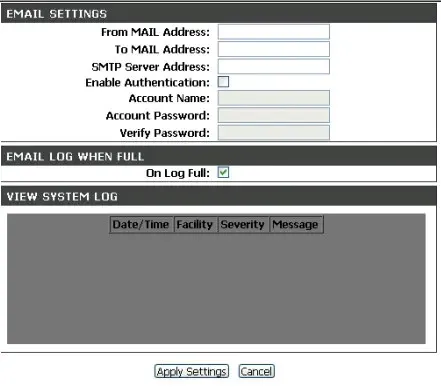 EMAIL SETTINGS
From MAIL Address:
To MAIL Address:
SMTP Server Address:
Enable Authentication:
Account Name:
Account Password:
Verify Password:
EMAIL LOG WHEN FULL
On Log Full:
VIEW SYSTEM LOG
Date/Time Facility Severity Message
Apply Settings Cancel